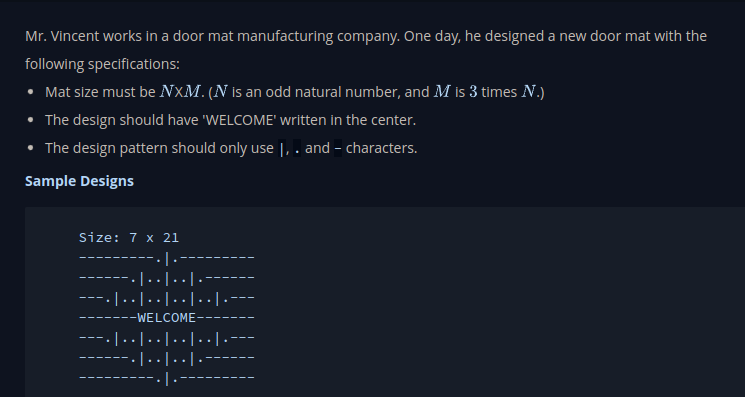 Mr. Vincent works in a door mat manufacturing company. One day, he designed a new door mat with the
following specifications:
• Mat size must be NXM. (N is an odd natural number, and M is 3 times N.)
• The design should have 'WELCOME' written in the center.
• The design pattern should only use |, . and - characters.
Sample Designs
Size: 7 x 21
---------.|.---------
------.|..|..|.------
---.|..|..|..|..|.---
-------WELCOME-------
---.|..|..|..|..|.---
------.|..|..|.------
---------.|.---------